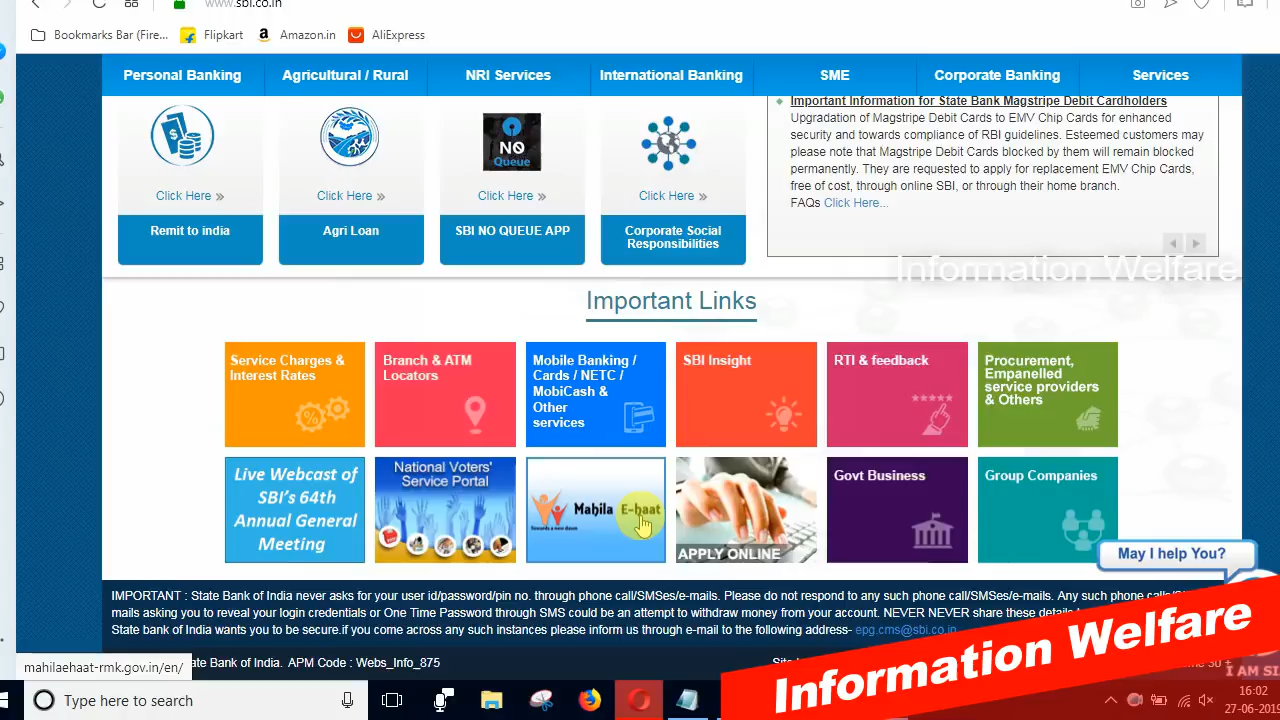 www.sbi.co.in
Bookmarks Bar (Fire...
Flipkart
Amazon.in
AliExpress
Personal Banking
Agricultural / Rural
NRI Services
International Banking
SME
Corporate Banking
Services
NO
Queue
Click Here »
Click Here »
Click Here »
Click Here »
Remit to india
Agri Loan
SBI NO QUEUE APP
Corporate Social
Responsibilities
Important Information for State Bank Magstripe Debit Cardholders
Upgradation of Magstripe Debit Cards to EMV Chip Cards for enhanced
security and towards compliance of RBI guidelines. Esteemed customers may
please note that Magstripe Debit Cards blocked by them will remain blocked
permanently. They are requested to apply for replacement EMV Chip Cards,
free of cost, through online SBI, or through their home branch.
FAQs Click Here...
Information Welfare
Important Links
Service Charges &
Interest Rates
Branch & ATM
Locators
Mobile Banking /
Cards / NETC /
MobiCash &
Other
services
SBI Insight
RTI & feedback
Procurement,
Empanelled
service providers
& Others
Live Webcast of
SBI's 64th
Annual General
Meeting
National Voters'
Service Portal
Mahila E-haat
Towards a new dawn
APPLY ONLINE
Govt Business
Group Companies
May I help You?
IMPORTANT : State Bank of India never asks for your user id/password/pin no. through phone call/SMSes/e-mails. Please do not respond to any such phone call/SMSes/e-mails. Any such phone
mails asking you to reveal your login credentials or One Time Password through SMS could be an attempt to withdraw money from your account. NEVER NEVER share these details
State bank of India wants you to be secure.if you come across any such instances please inform us through e-mail to the following address- epg.cms@sbi.co.in
State Bank of India. APM Code : Webs_Info_875
mahilaehaat-rmk.gov.in/en/
Information Welfare
I AM SI
Type here to search
16:02
27-06-2019